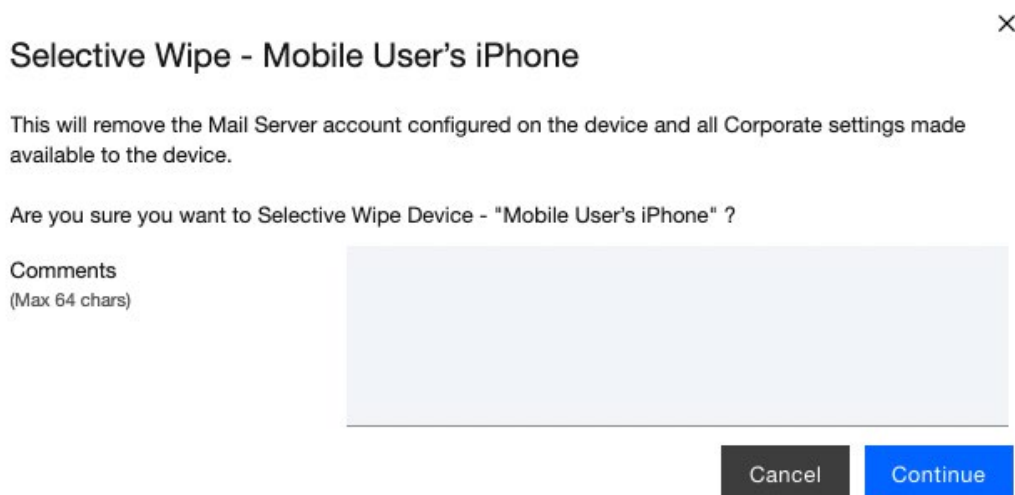 Selective Wipe - Mobile User’s iPhone
This will remove the Mail Server account configured on the device and all Corporate settings made
available to the device.
Are you sure you want to Selective Wipe Device - "Mobile User's iPhone" ?
Comments
(Max 64 chars)
Cancel Continue